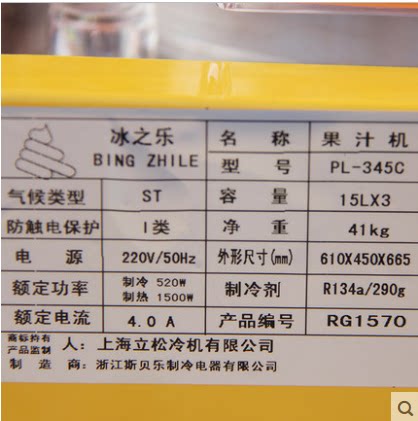 冰之乐 名 称 果汁机
BING ZHILE 型 号 PL-345C
气候类型 ST 容 量 15LX3
防触电保护 I类 净 重 41kg
电 源 220V/50Hz 外形尺寸(mm) 610X450X665
额定功率 制冷 520W 制冷剂 R134a/290g
制热 1500W
额定电流 4.0 A 产品编号 RG1570
商标持有
产品监制 人:上海立松冷机有限公司
制 造 商:浙江斯贝乐制冷电器有限公司